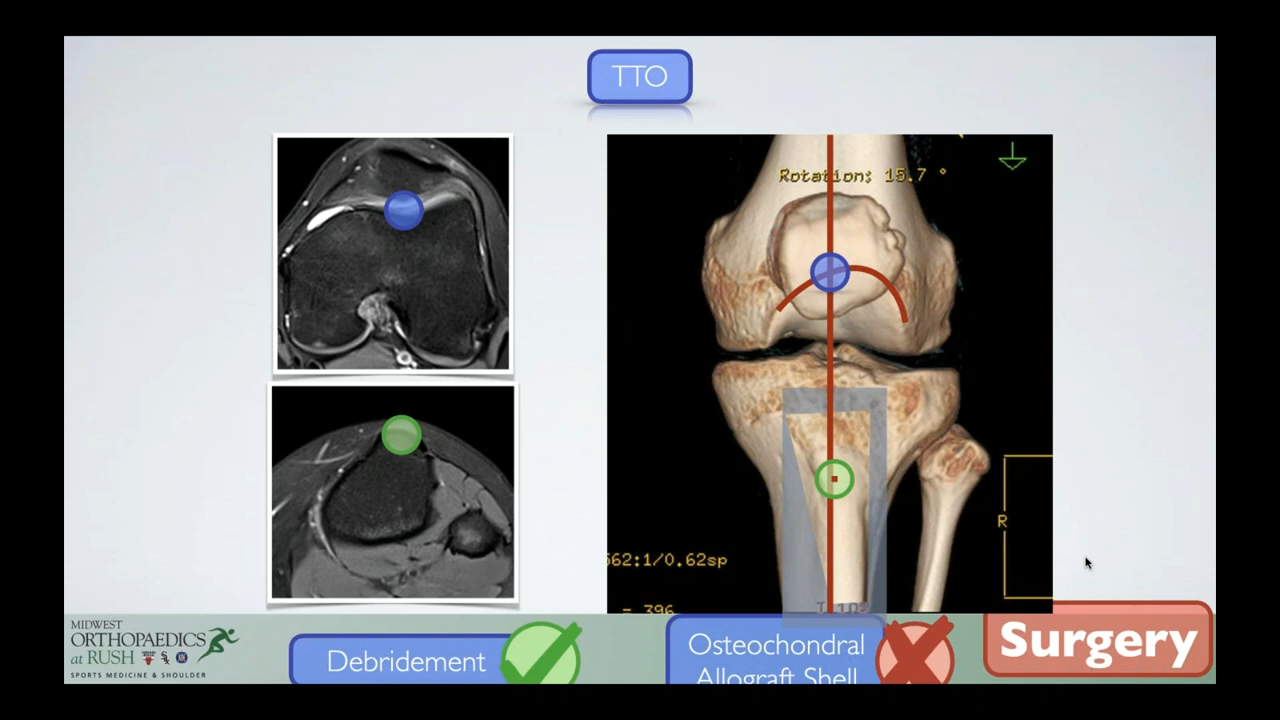 TTO
Rotation: 15.7 °
R
562:1/0.62sp
= 396
MIDWEST
ORTHOPAEDICS
at RUSH
SPORTS MEDICINE & SHOULDER
Debridement
Osteochondral
Allograft Shell
Surgery